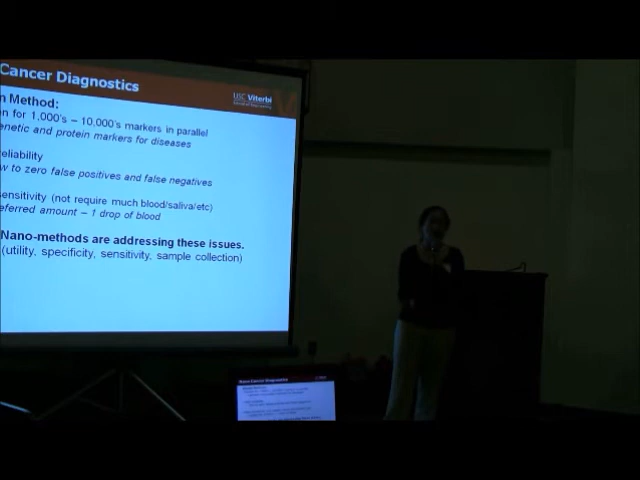 Cancer Diagnostics
USC Viterbi
n Method:
n for 1,000's – 10,000's markers in parallel
enetic and protein markers for diseases
eliability
w to zero false positives and false negatives
ensitivity (not require much blood/saliva/etc)
eferred amount – 1 drop of blood
Nano-methods are addressing these issues.
(utility, specificity, sensitivity, sample collection)
Cancer Diagnostics